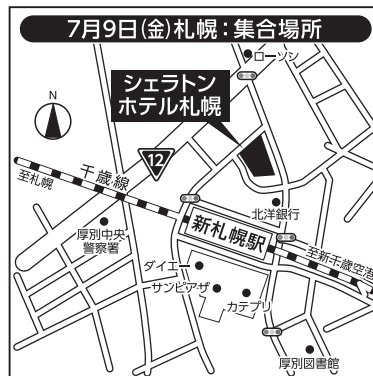 7月9日(金)札幌：集合場所
ローソン
シェラトン
ホテル札幌
N
12
千歳線
至札幌
北洋銀行
新札幌駅
厚別中央
警察署
至新千歳空港
ダイエー
サンピアザ
カテプリ
厚別図書館